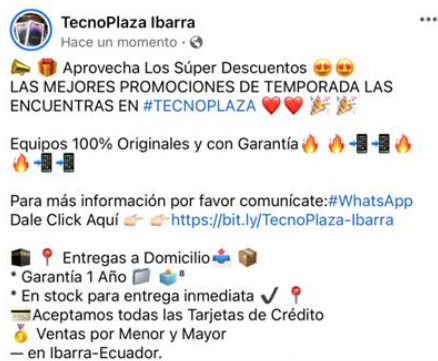 TecnoPlaza Ibarra
Hace un momento ·
📣 🎁 Aprovecha Los Súper Descuentos 😍😍
LAS MEJORES PROMOCIONES DE TEMPORADA LAS
ENCUENTRAS EN #TECNOPLAZA ❤️❤️ 🎉 🎉
Equipos 100% Originales y con Garantía🔥 🔥📲📲🔥
🔥📲📲
Para más información por favor comunícate:#WhatsApp
Dale Click Aquí 👉🏻 👉🏻https://bit.ly/TecnoPlaza-Ibarra
🕋 📍 Entregas a Domicilio📤 📦
* Garantía 1 Año 🗂️ 🗳️⁸
* En stock para entrega inmediata ✔️ 📍
💳Aceptamos todas las Tarjetas de Crédito
🥇 Ventas por Menor y Mayor
— en Ibarra-Ecuador.